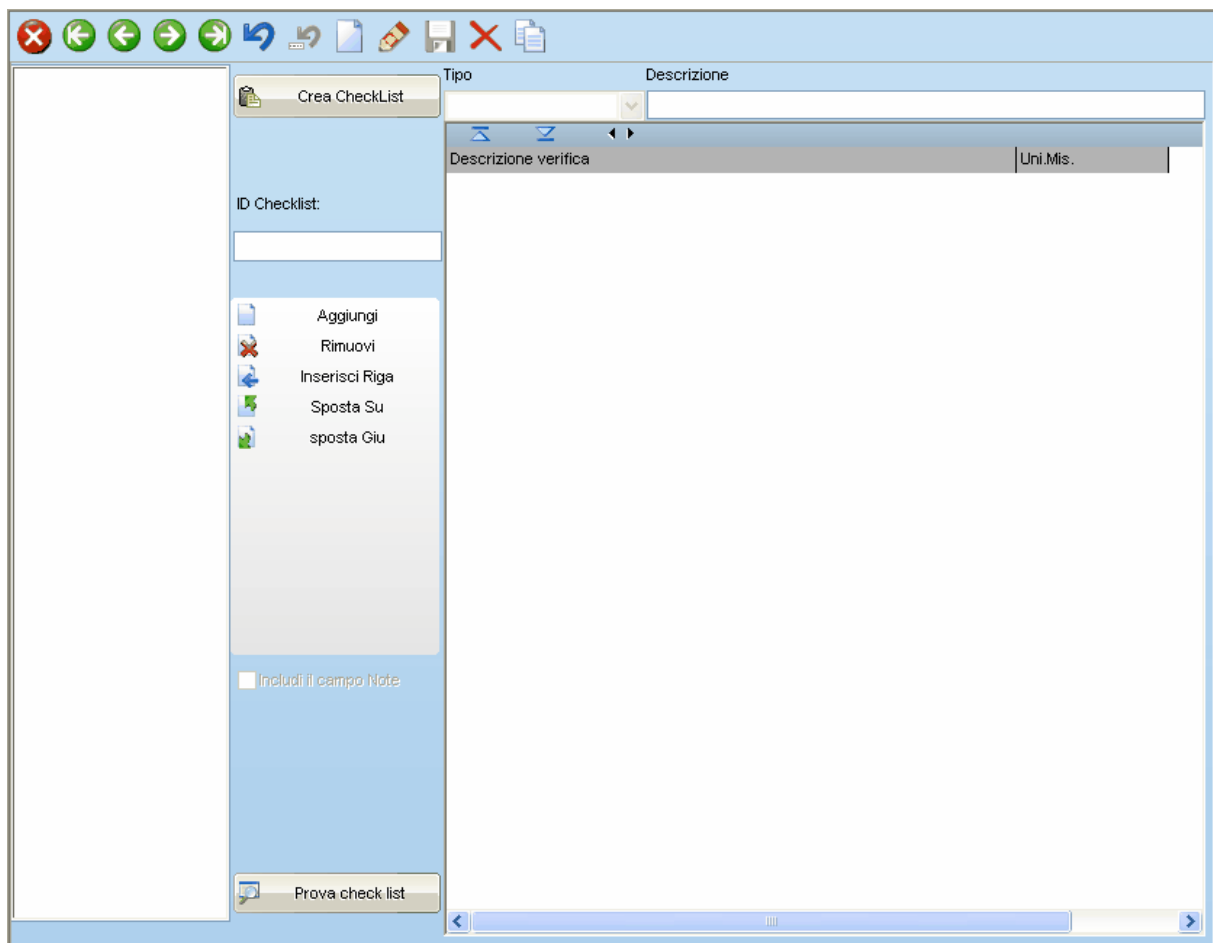 Tipo
Descrizione
Crea CheckList
Descrizione verifica
Uni.Mis.
ID Checklist:
Aggiungi
Rimuovi
Inserisci Riga
Sposta Su
sposta Giu
Includi il campo Note
Prova check list